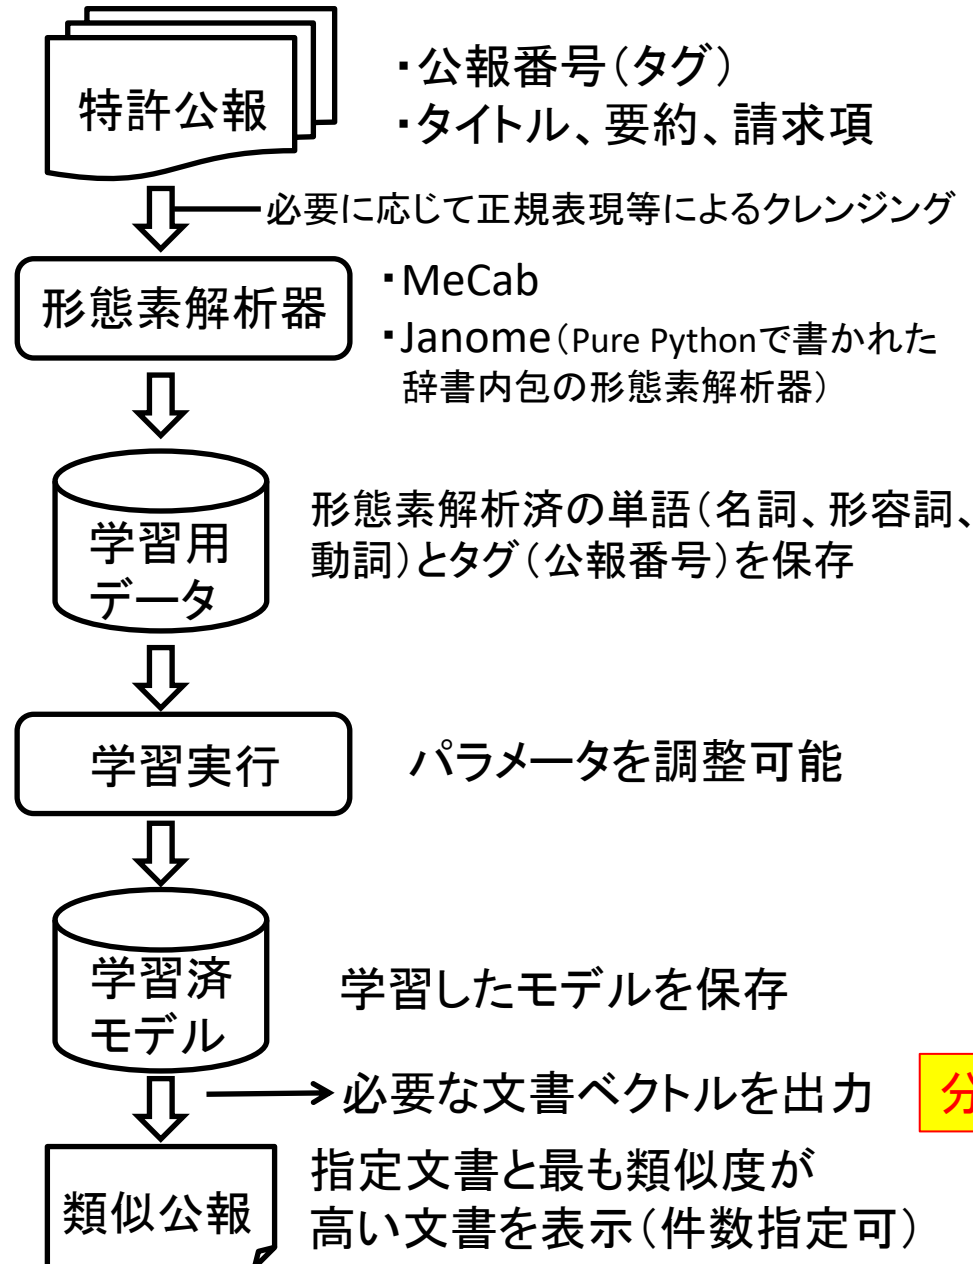 特許公報
・公報番号（タグ）
・タイトル、要約、請求項
必要に応じて正規表現等によるクレンジング
形態素解析器
・MeCab
・Janome（Pure Pythonで書かれた
辞書内包の形態素解析器）
学習用
データ
形態素解析済の単語（名詞、形容詞、
動詞）とタグ（公報番号）を保存
学習実行
パラメータを調整可能
学習済
モデル
学習したモデルを保存
必要な文書ベクトルを出力
類似公報
指定文書と最も類似度が
高い文書を表示（件数指定可）